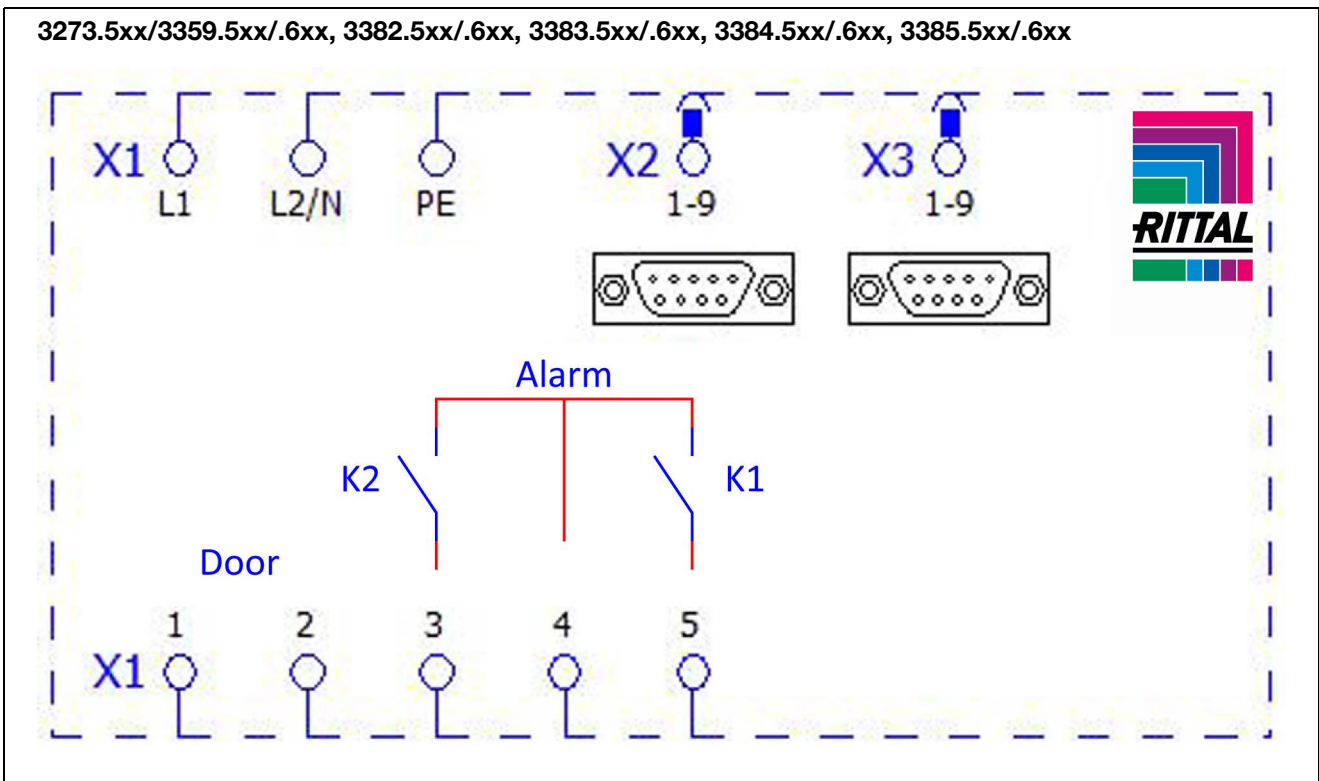 3273.5xx/3359.5xx/.6xx, 3382.5xx/.6xx, 3383.5xx/.6xx, 3384.5xx/.6xx, 3385.5xx/.6xx
X1 X2 X3
L1 L2/N PE 1-9 1-9
RITTAL
Alarm
K2 K1
Door
1 2 3 4 5
X1